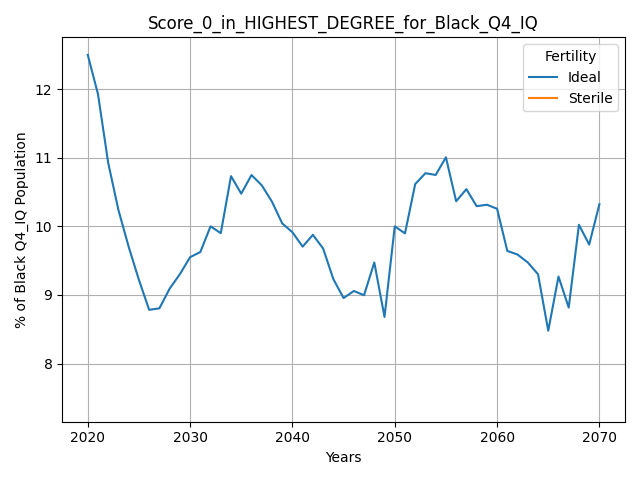 Score_0_in_HIGHEST_DEGREE_for_Black_Q4_IQ
Fertility
Ideal
Sterile
% of Black Q4_IQ Population
12
11
10
9
8
2020 2030 2040 2050 2060 2070
Years